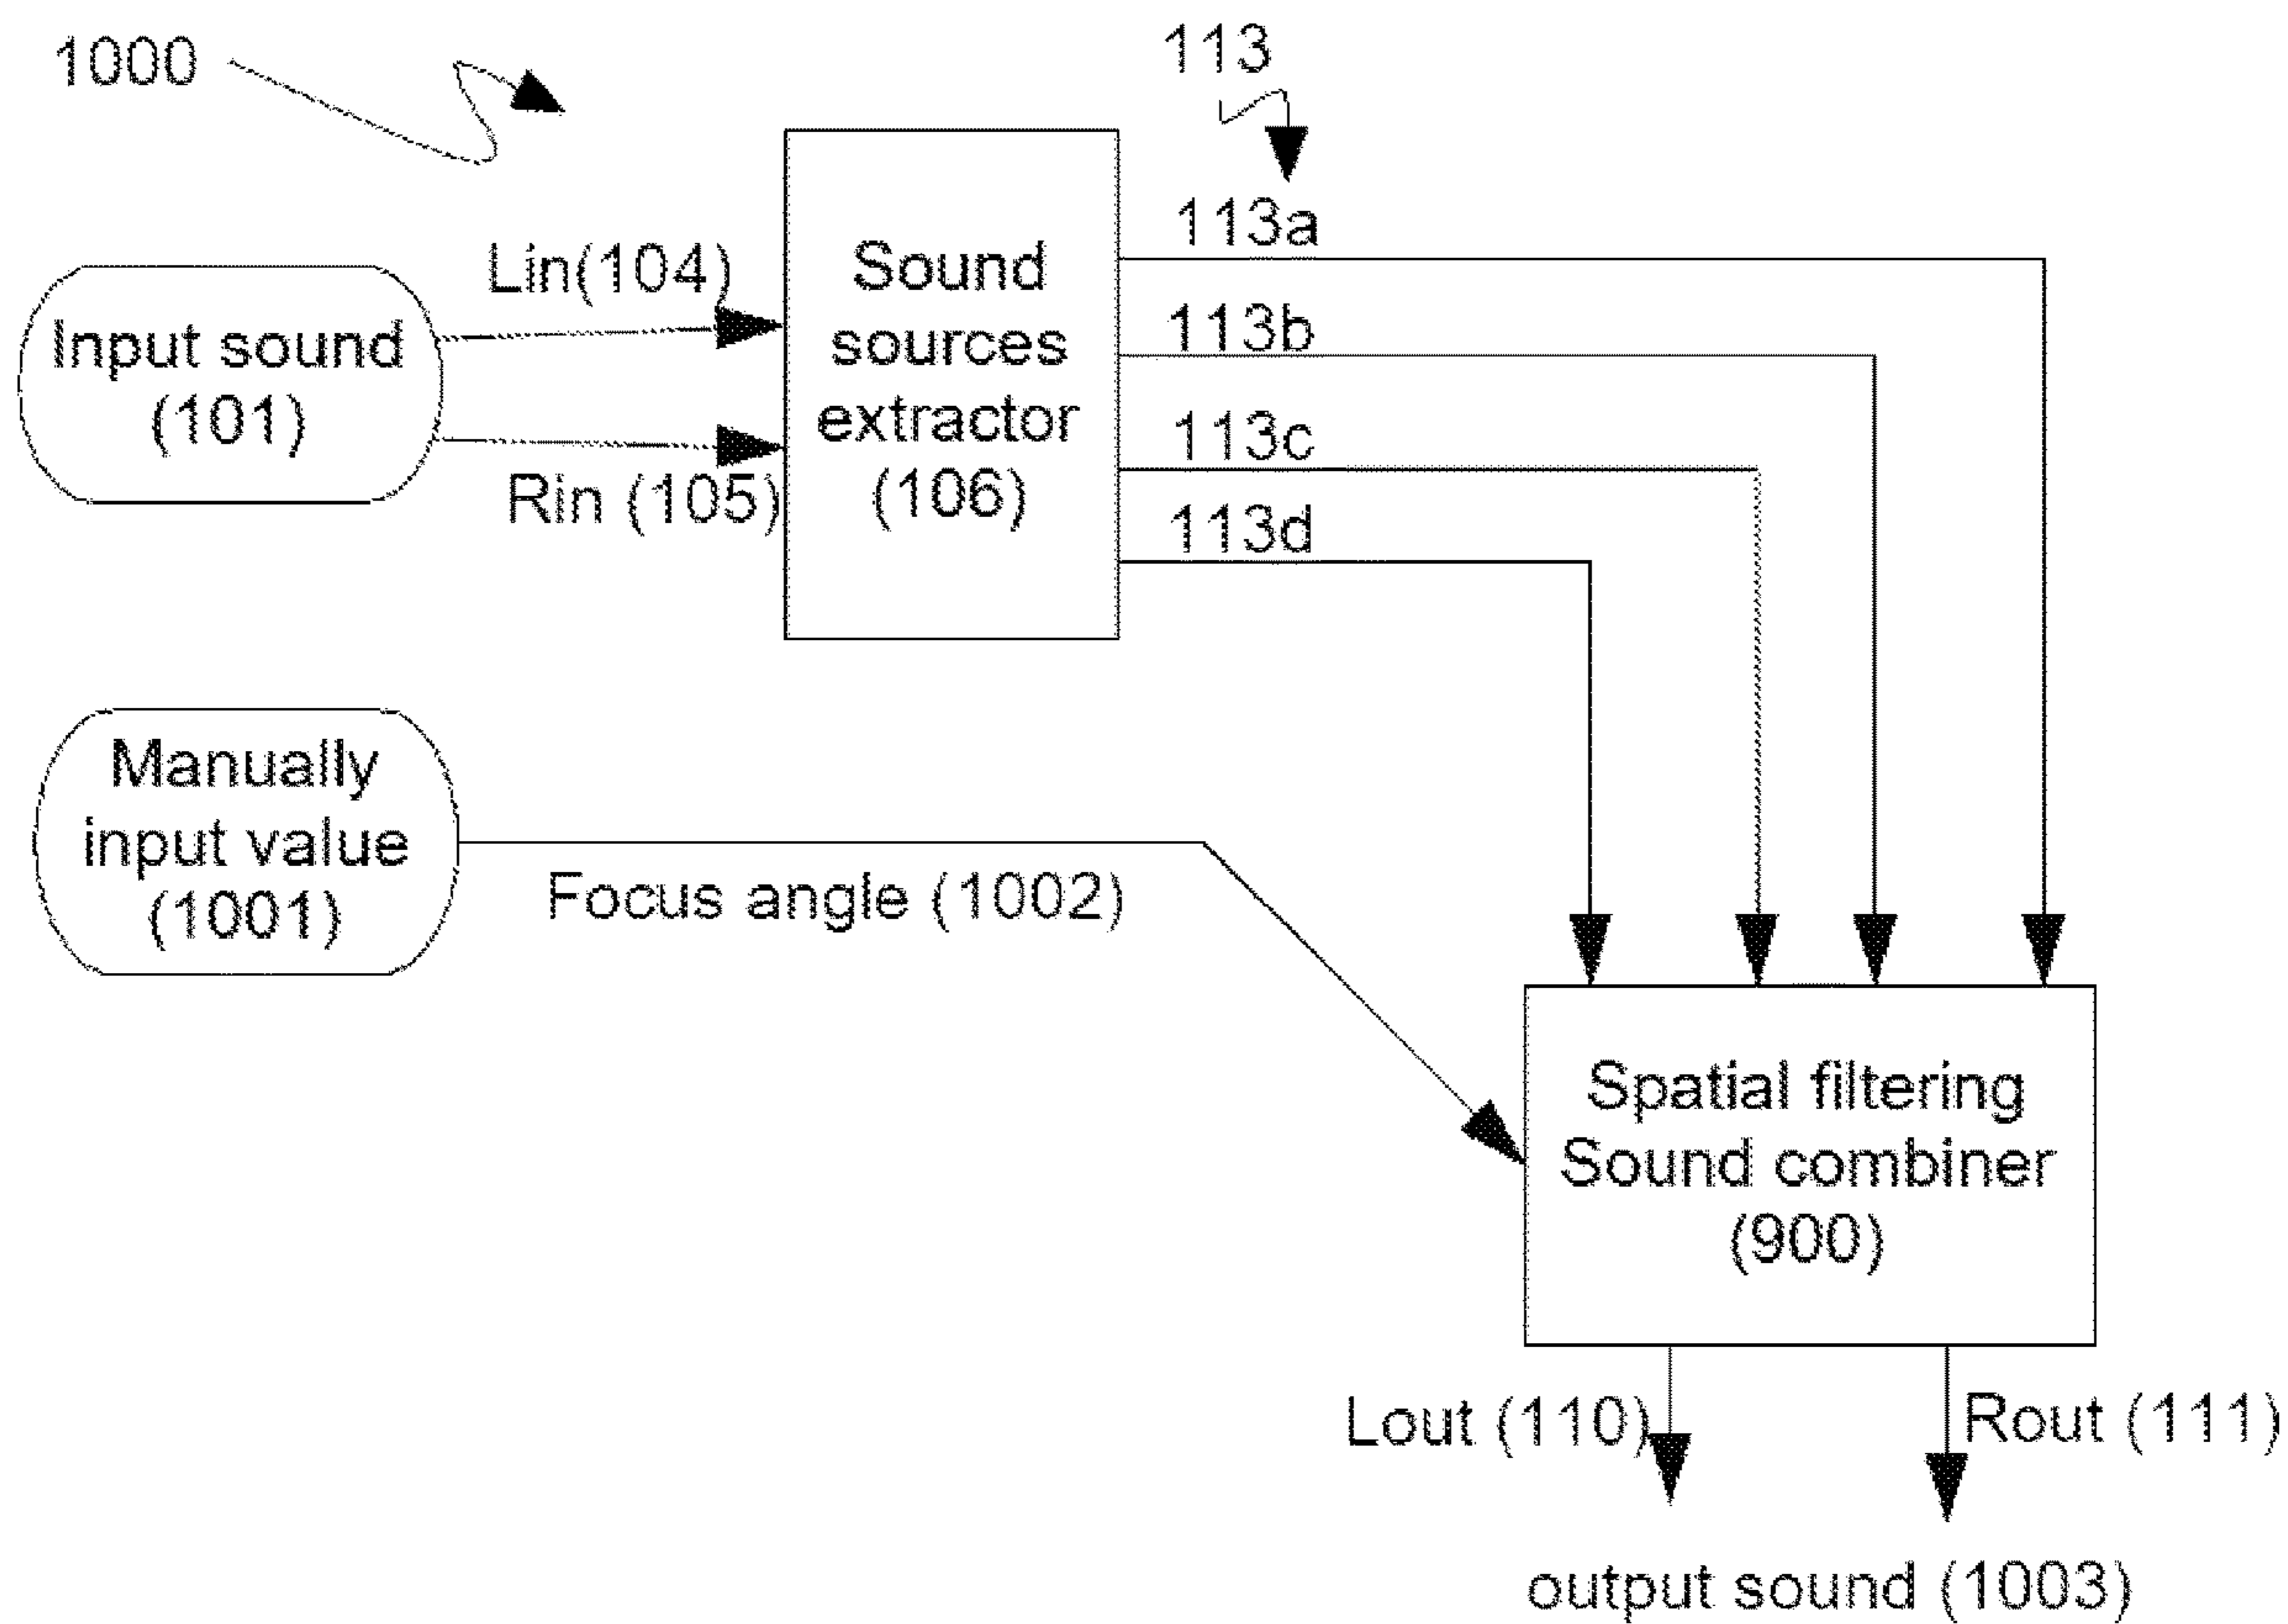 1000
113
113a
Lin(104)
Sound
sources
extractor
(106)
Input sound
(101)
113b
113c
Rin (105)
113d
Manually
input value
(1001)
Focus angle (1002)
Spatial filtering
Sound combiner
(900)
Lout (110)
Rout (111)
output sound (1003)